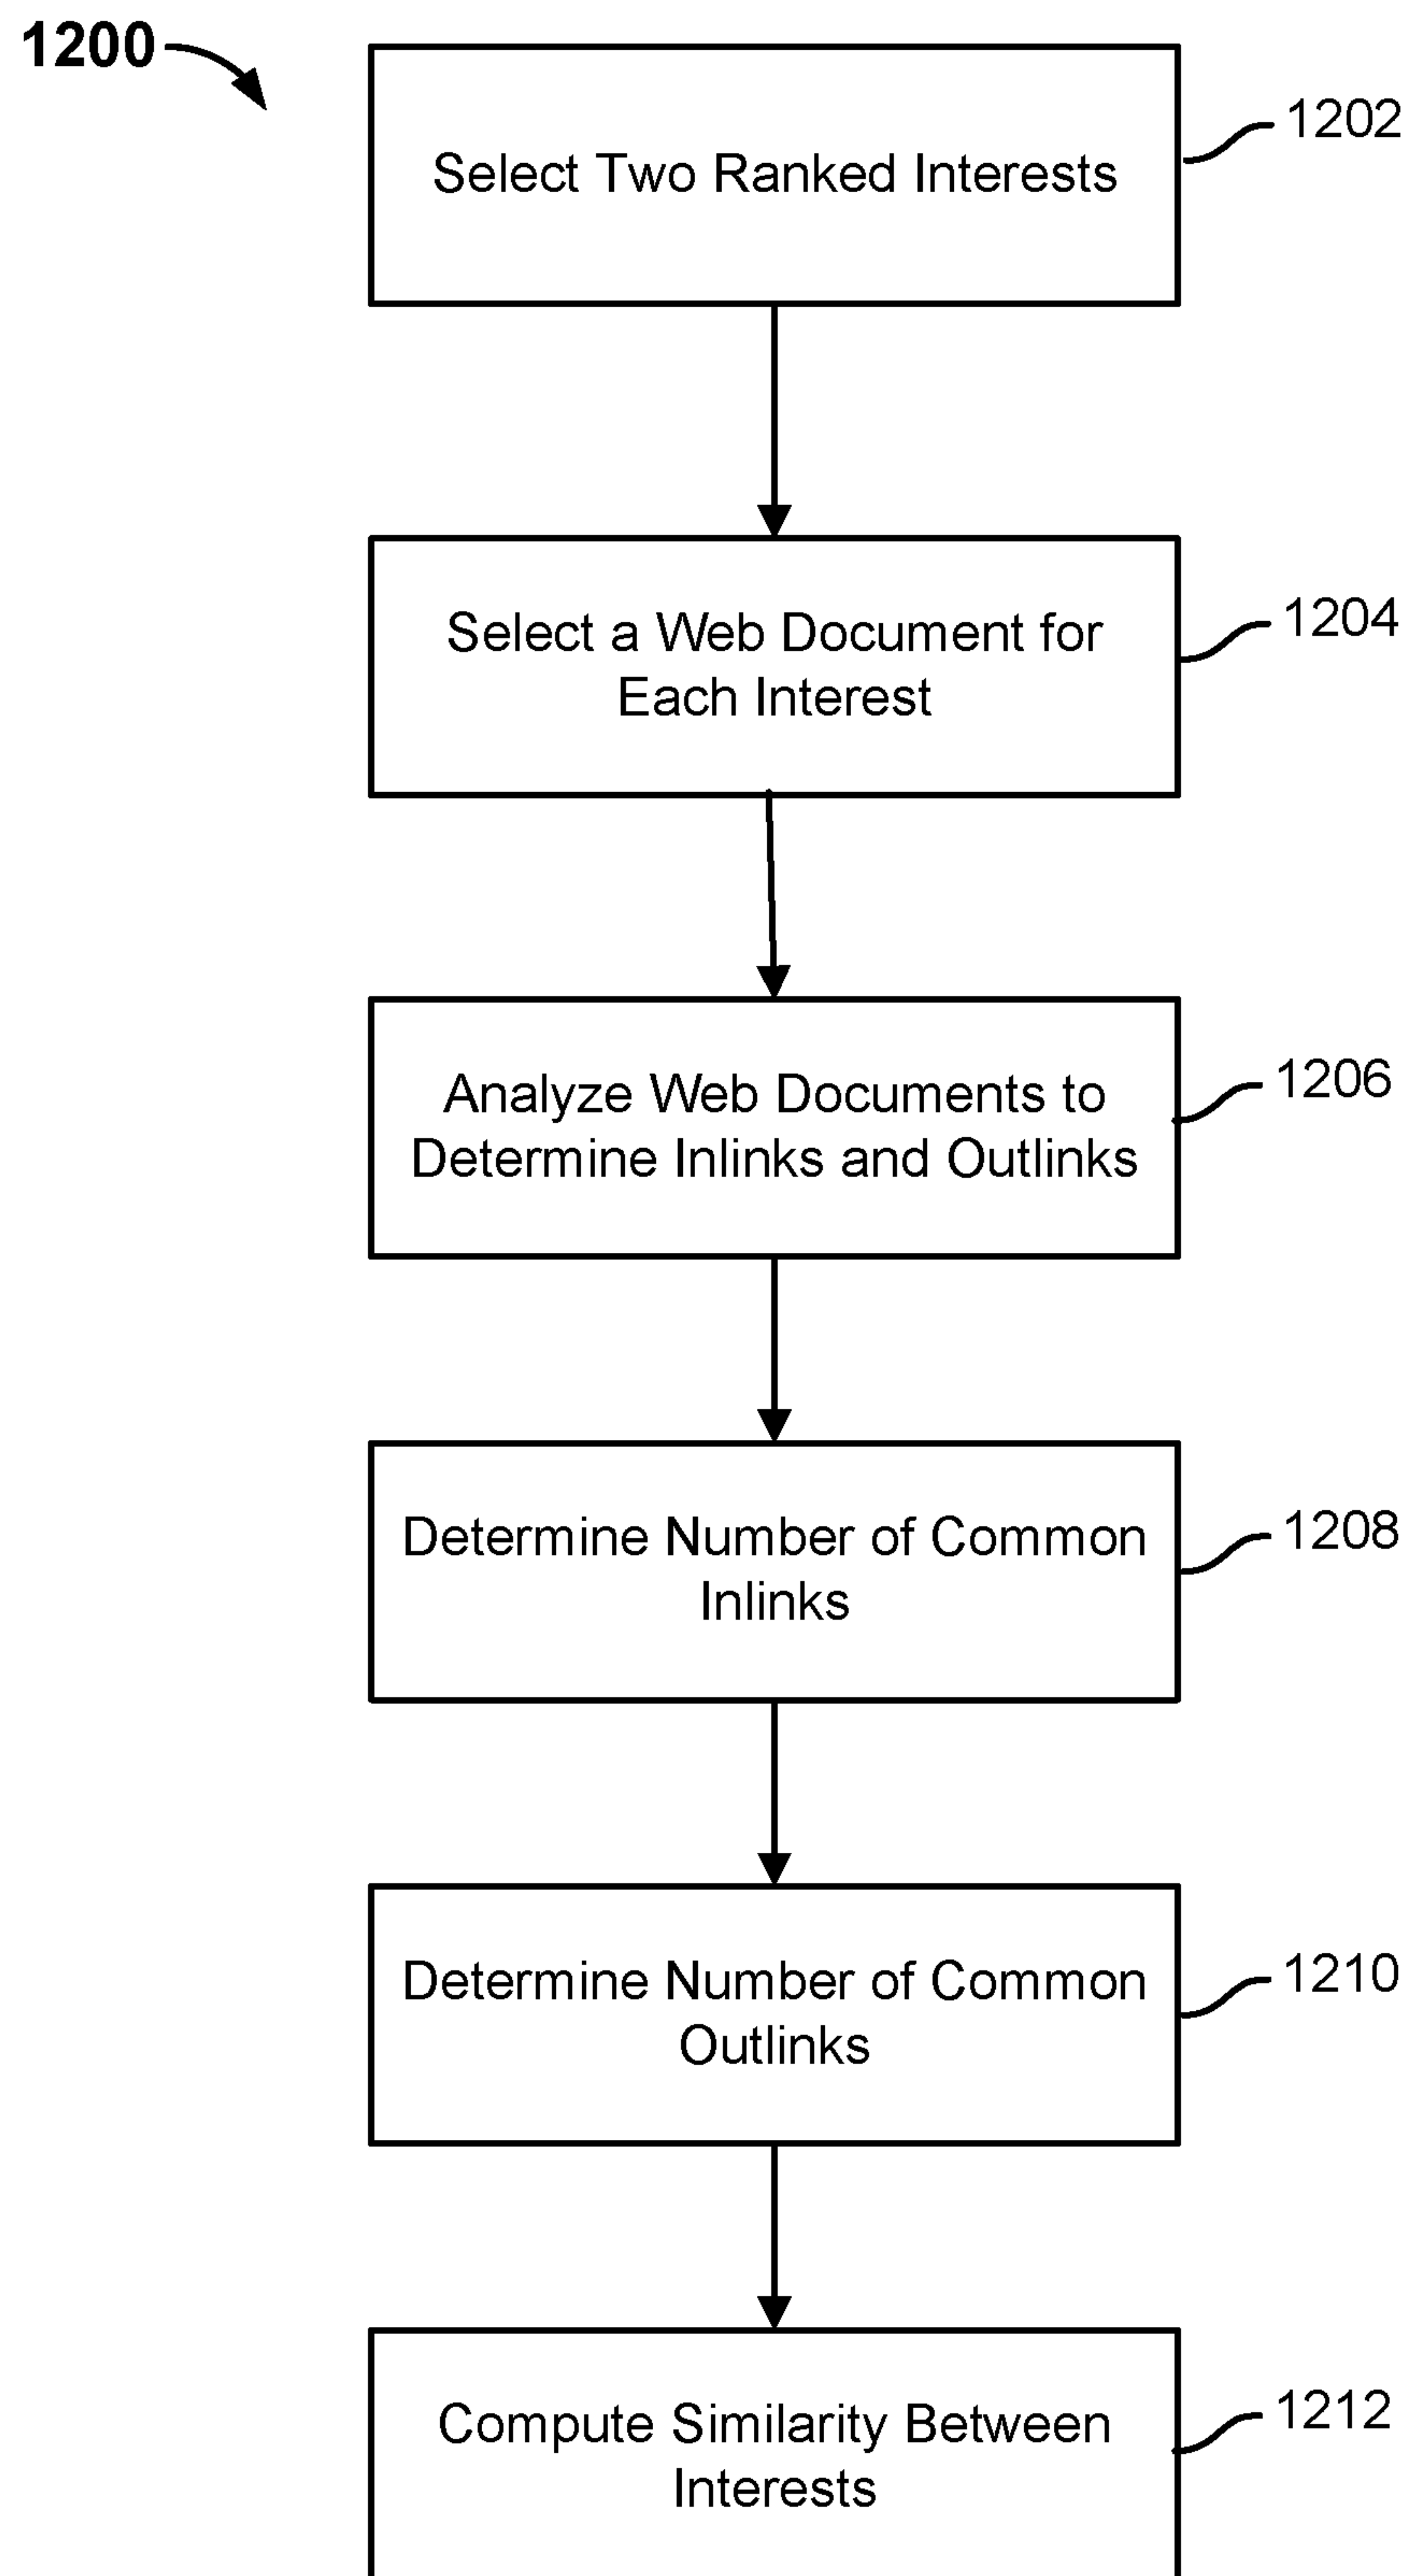 1200
Select Two Ranked Interests
1202
Select a Web Document for
Each Interest
1204
Analyze Web Documents to
Determine Inlinks and Outlinks
1206
Determine Number of Common
Inlinks
1208
Determine Number of Common
Outlinks
1210
Compute Similarity Between
Interests
1212